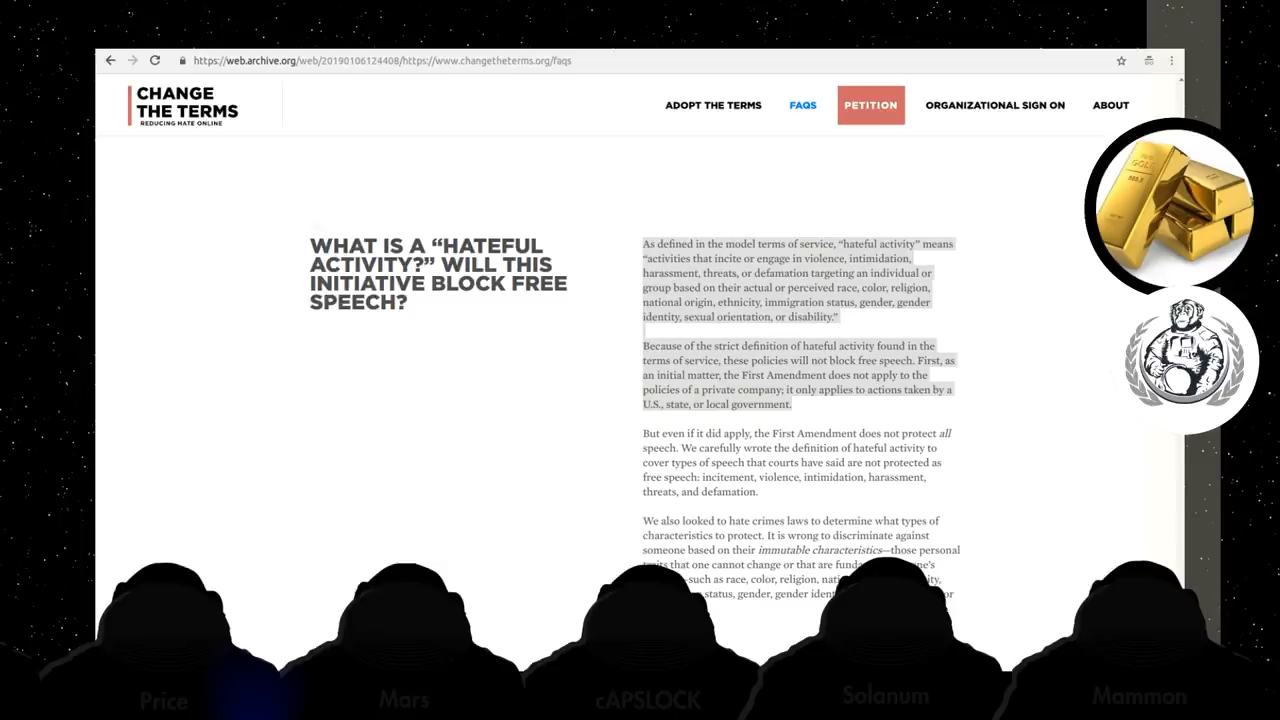 https://web.archive.org/web/20190106124408/https://www.changetheterms.org/faqs
CHANGE
THE TERMS
REDUCING HATE ONLINE
ADOPT THE TERMS
FAQS
PETITION
ORGANIZATIONAL SIGN ON
ABOUT
WHAT IS A “HATEFUL
ACTIVITY?” WILL THIS
INITIATIVE BLOCK FREE
SPEECH?
As defined in the model terms of service, “hateful activity” means
“activities that incite or engage in violence, intimidation,
harassment, threats, or defamation targeting an individual or
group based on their actual or perceived race, color, religion,
national origin, ethnicity, immigration status, gender, gender
identity, sexual orientation, or disability.”
Because of the strict definition of hateful activity found in the
terms of service, these policies will not block free speech. First, as
an initial matter, the First Amendment does not apply to the
policies of a private company; it only applies to actions taken by a
U.S., state, or local government.
But even if it did apply, the First Amendment does not protect all
speech. We carefully wrote the definition of hateful activity to
cover types of speech that courts have said are not protected as
free speech: incitement, violence, intimidation, harassment,
threats, and defamation.
We also looked to hate crimes laws to determine what types of
characteristics to protect. It is wrong to discriminate against
someone based on their immutable characteristics—those personal
traits that one cannot change or that are
such as race, color, religion,
status, gender, gender
GOLD
Price
Mars
cAPSLOCK
Solanum
Mammon